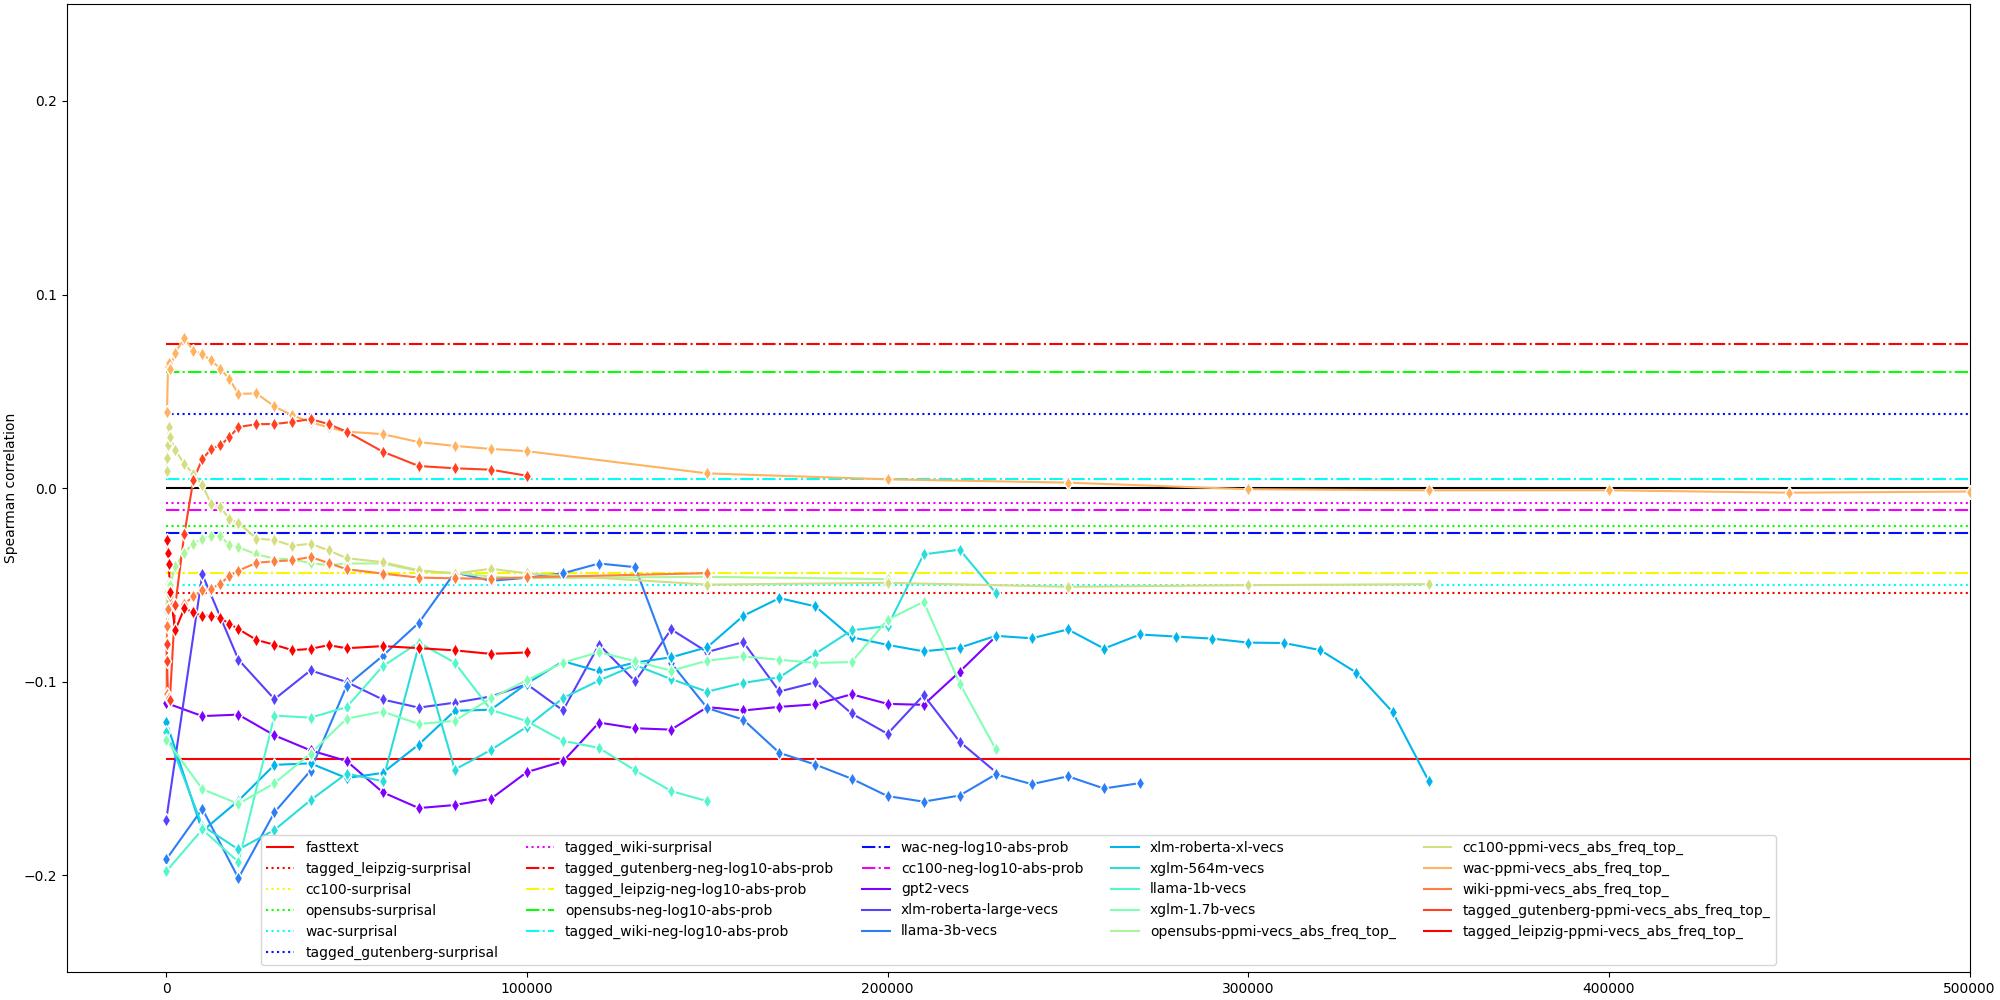 0.2
0.1
0.0
−0.1
−0.2
Spearman correlation
fasttext
tagged_leipzig-surprisal
cc100-surprisal
opensubs-surprisal
wac-surprisal
tagged_gutenberg-surprisal
tagged_wiki-surprisal
tagged_gutenberg-neg-log10-abs-prob
tagged_leipzig-neg-log10-abs-prob
opensubs-neg-log10-abs-prob
tagged_wiki-neg-log10-abs-prob
wac-neg-log10-abs-prob
cc100-neg-log10-abs-prob
gpt2-vecs
xlm-roberta-large-vecs
llama-3b-vecs
xlm-roberta-xl-vecs
xglm-564m-vecs
llama-1b-vecs
xglm-1.7b-vecs
opensubs-ppmi-vecs_abs_freq_top_
cc100-ppmi-vecs_abs_freq_top_
wac-ppmi-vecs_abs_freq_top_
wiki-ppmi-vecs_abs_freq_top_
tagged_gutenberg-ppmi-vecs_abs_freq_top_
tagged_leipzig-ppmi-vecs_abs_freq_top_
0 100000 200000 300000 400000 500000